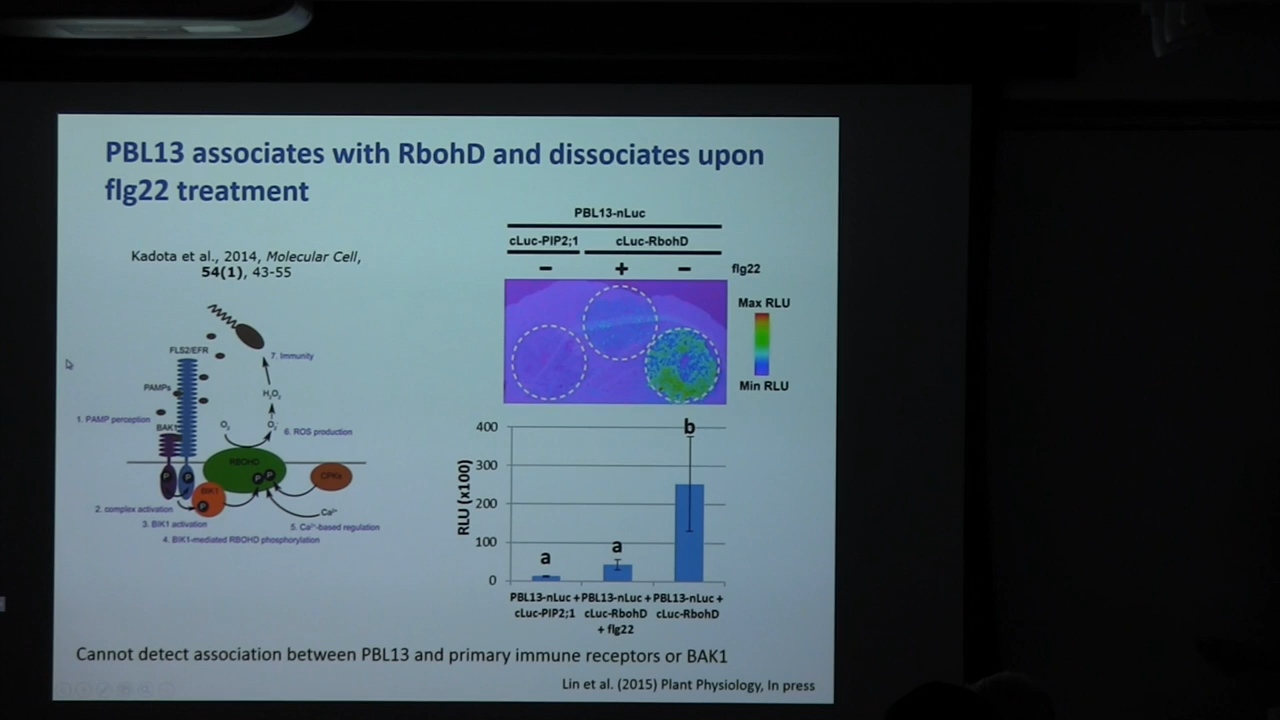 PBL13 associates with RbohD and dissociates upon
flg22 treatment
Kadota et al., 2014, Molecular Cell,
54(1), 43-55
FLS2/EFR
PAMPs
1. PAMP perception
BAK1
7. Immunity
H2O2
O2
O2-
6. ROS production
RBOHD
CPKs
P
P
P
P
BIK1
P
2. complex activation
3. BIK1 activation
4. BIK1-mediated RBOHD phosphorylation
Ca2+
5. Ca2+-based regulation
PBL13-nLuc
cLuc-PIP2;1
cLuc-RbohD
− + − flg22
Max RLU
Min RLU
RLU (x100)
400
300
200
100
0
a
a
b
PBL13-nLuc +
cLuc-PIP2;1
PBL13-nLuc +
cLuc-RbohD
+ flg22
PBL13-nLuc +
cLuc-RbohD
Cannot detect association between PBL13 and primary immune receptors or BAK1
Lin et al. (2015) Plant Physiology, In press